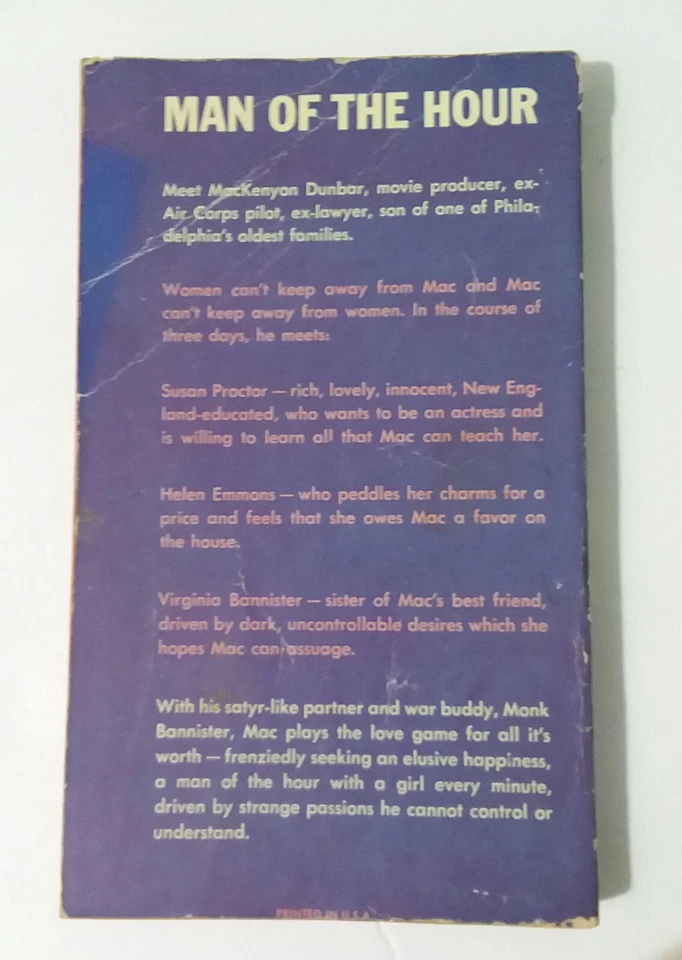 MAN OF THE HOUR
Meet MacKenyon Dunbar, movie producer, ex-
Air Corps pilot, ex-lawyer, son of one of Phila-
delphia's oldest families.
Women can't keep away from Mac and Mac
can't keep away from women. In the course of
three days, he meets:
Susan Proctor — rich, lovely, innocent, New Eng-
land-educated, who wants to be an actress and
is willing to learn all that Mac can teach her.
Helen Emmons — who peddles her charms for a
price and feels that she owes Mac a favor on
the house.
Virginia Bannister — sister of Mac's best friend,
driven by dark, uncontrollable desires which she
hopes Mac can assuage.
With his satyr-like partner and war buddy, Monk
Bannister, Mac plays the love game for all it's
worth — frenziedly seeking an elusive happiness,
a man of the hour with a girl every minute,
driven by strange passions he cannot control or
understand.
PRINTED IN U.S.A.